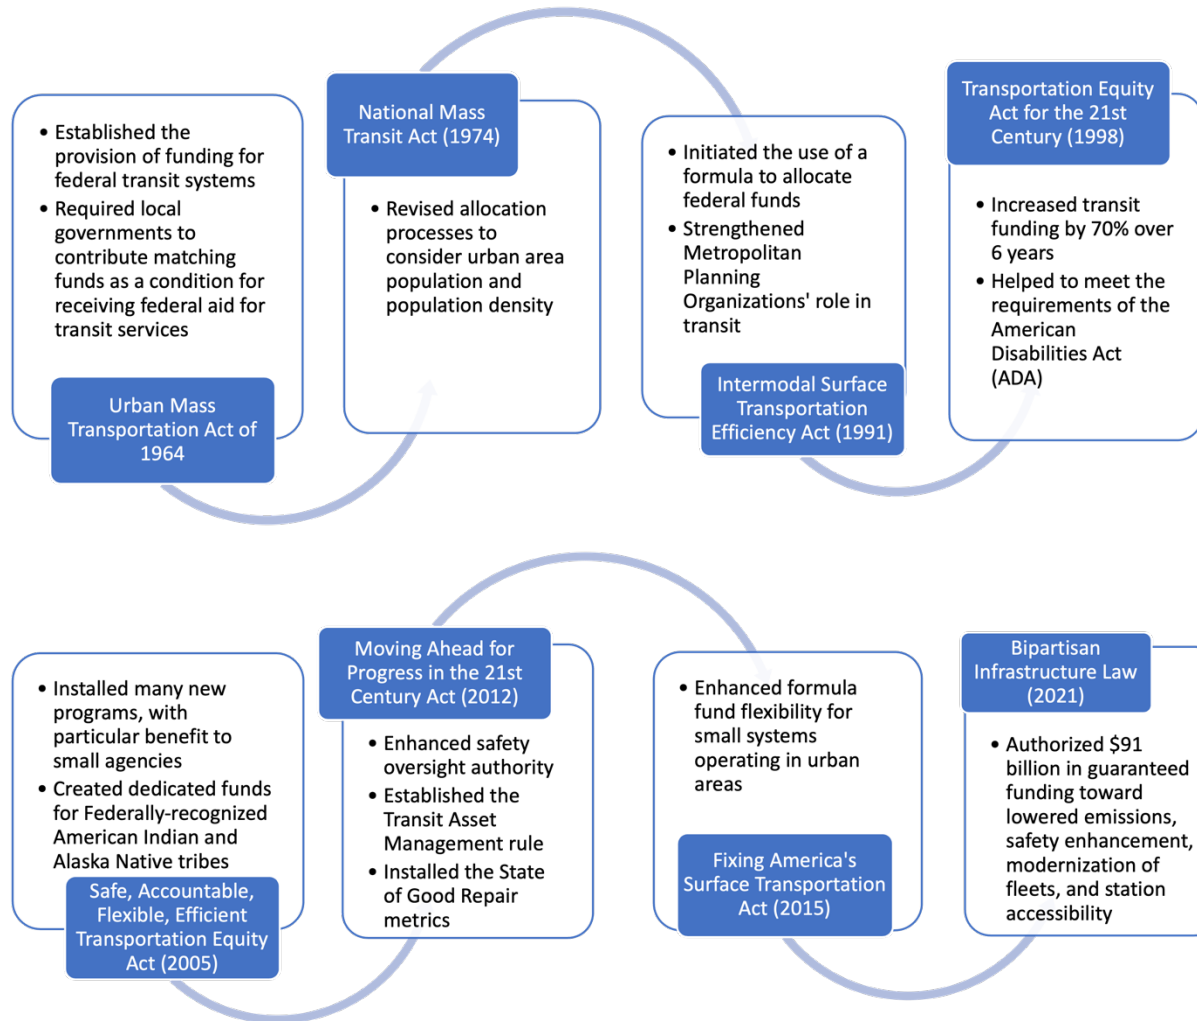 • Established the
provision of funding for
federal transit systems
• Required local
governments to
contribute matching
funds as a condition for
receiving federal aid for
transit services
Urban Mass
Transportation Act of
1964
National Mass
Transit Act (1974)
• Revised allocation
processes to
consider urban area
population and
population density
• Initiated the use of a
formula to allocate
federal funds
• Strengthened
Metropolitan
Planning
Organizations' role in
transit
Intermodal Surface
Transportation
Efficiency Act (1991)
Transportation Equity
Act for the 21st
Century (1998)
• Increased transit
funding by 70% over
6 years
• Helped to meet the
requirements of the
American
Disabilities Act
(ADA)
• Installed many new
programs, with
particular benefit to
small agencies
• Created dedicated funds
for Federally-recognized
American Indian and
Alaska Native tribes
Safe, Accountable,
Flexible, Efficient
Transportation Equity
Act (2005)
Moving Ahead for
Progress in the 21st
Century Act (2012)
• Enhanced safety
oversight authority
• Established the
Transit Asset
Management rule
• Installed the State
of Good Repair
metrics
• Enhanced formula
fund flexibility for
small systems
operating in urban
areas
Fixing America's
Surface Transportation
Act (2015)
Bipartisan
Infrastructure Law
(2021)
• Authorized $91
billion in guaranteed
funding toward
lowered emissions,
safety enhancement,
modernization of
fleets, and station
accessibility